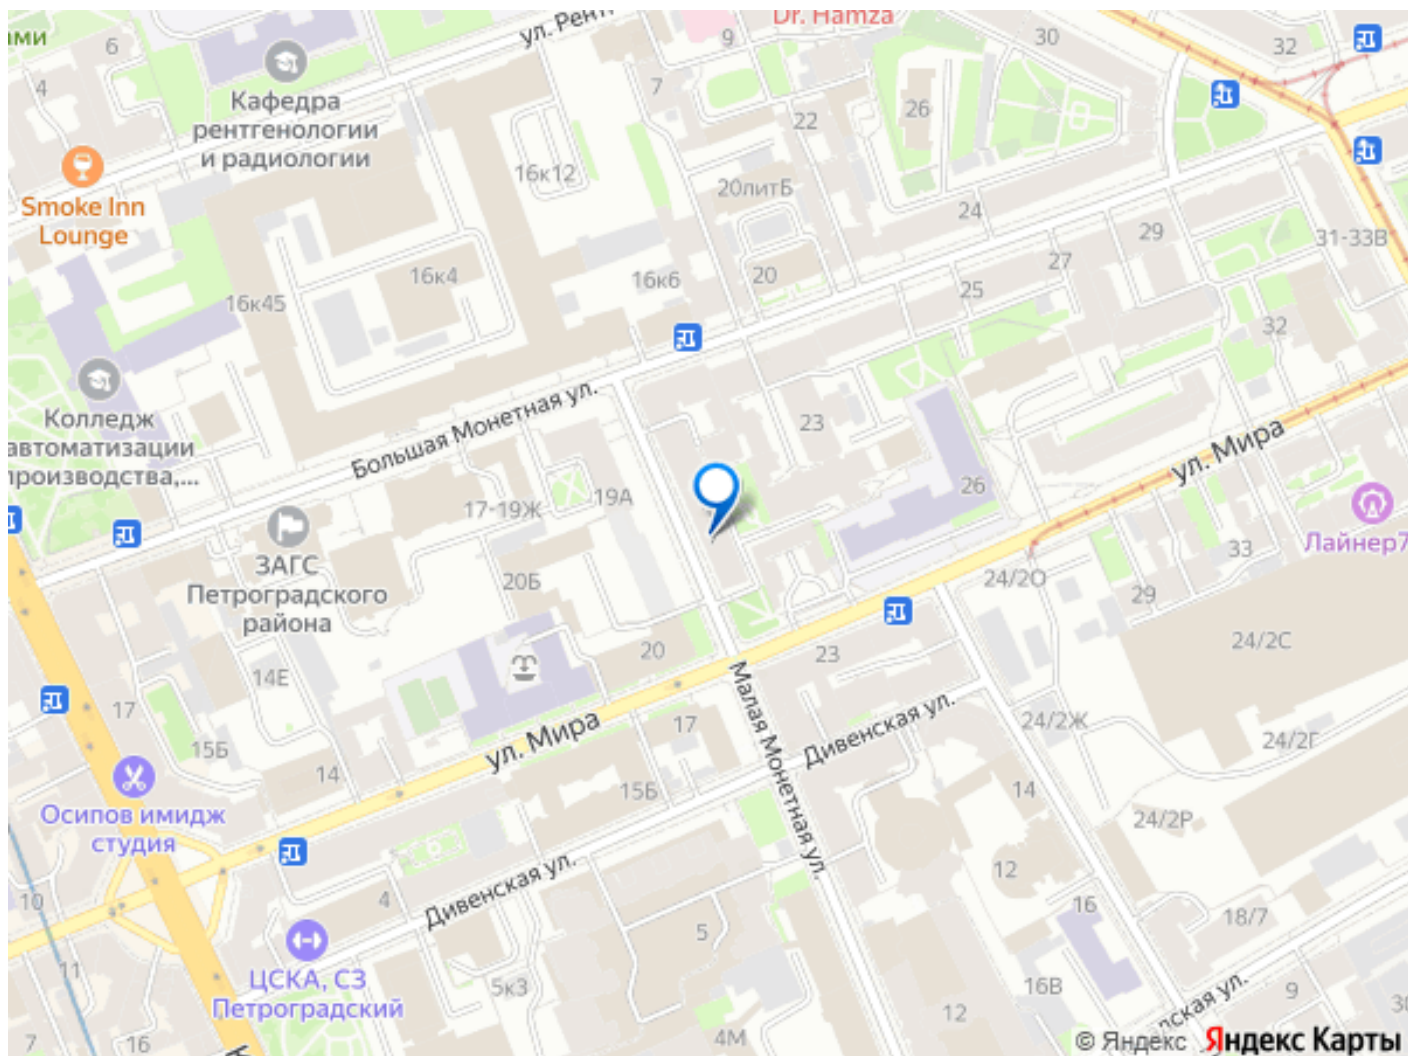 ул. Рент
Dr. Hamza
ами
6
9
30
32
4
Кафедра
рентгенологии
и радиологии
7
26
22
16к12
20литБ
Smoke Inn
Lounge
24
29
31-33В
27
16к4
16к6
20
25
16к45
32
Колледж
автоматизации
производства,...
Большая Монетная ул.
23
ул. Мира
17-19Ж
19А
26
Лайнер7
ЗАГС
Петроградского
района
33
24/2О
20Б
29
24/2С
14Е
20
23
17
15Б
ул. Мира
17
Малая Монетная ул.
Дивенская ул.
24/2Ж
24/2Г
14
15Б
14
24/2Р
Осипов имидж
студия
Дивенская ул.
12
10
4
16
18/7
5
11
ЦСКА, СЗ
Петроградский
5к3
16В
9
12
ская ул.
30
7
16
К
4М
© Яндекс Яндекс Карты